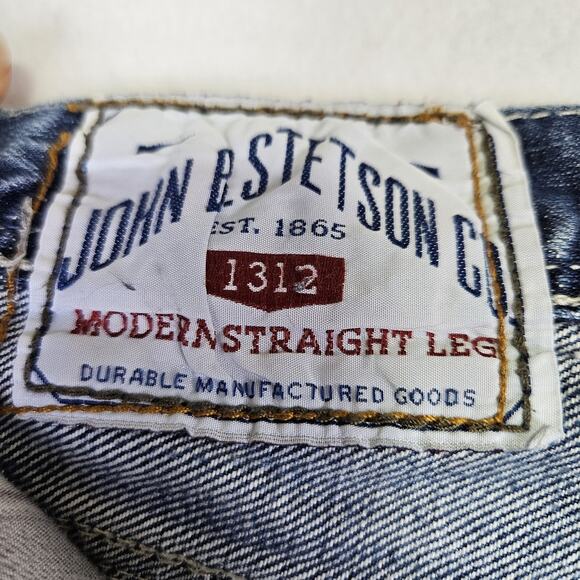 JOHN B. STETSON CO
EST. 1865
1312
MODERN STRAIGHT LEG
DURABLE MANUFACTURED GOODS